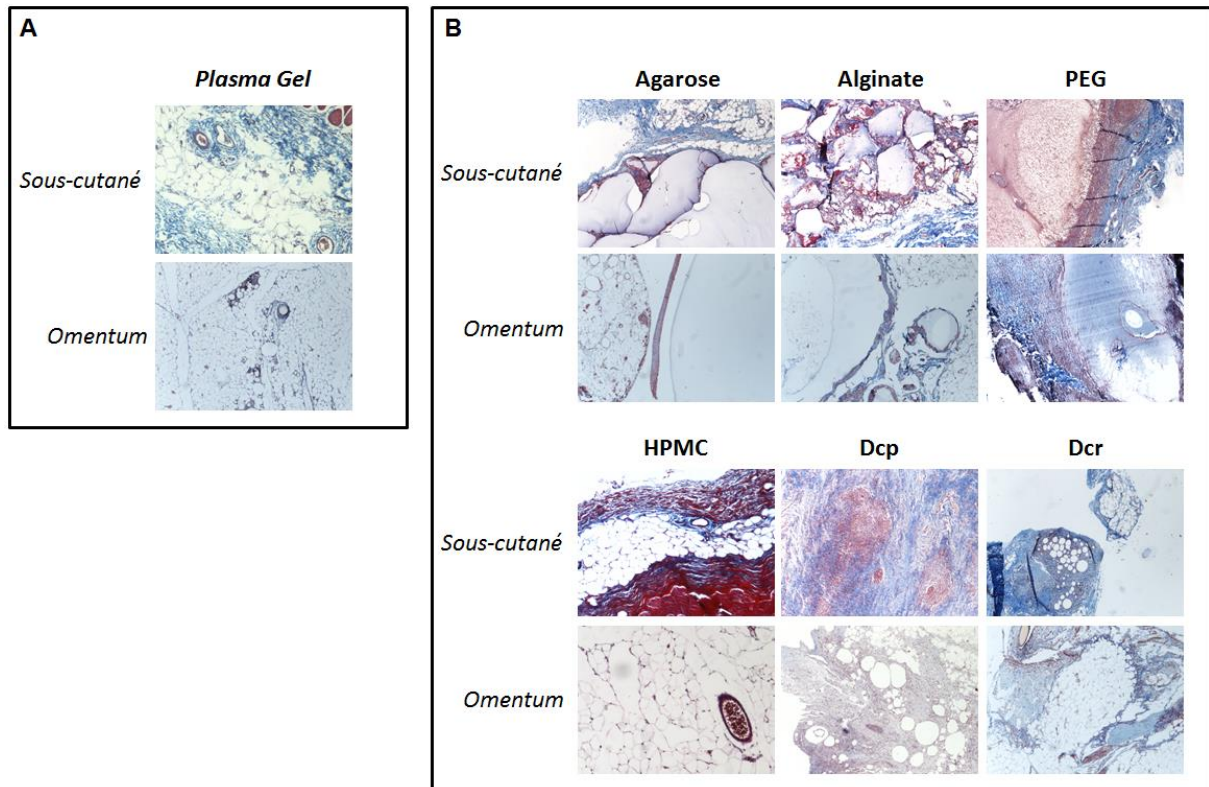 A
Plasma Gel
Sous-cutané
Omentum
B
Agarose Alginate PEG
Sous-cutané
Omentum
HPMC Dcp Dcr
Sous-cutané
Omentum